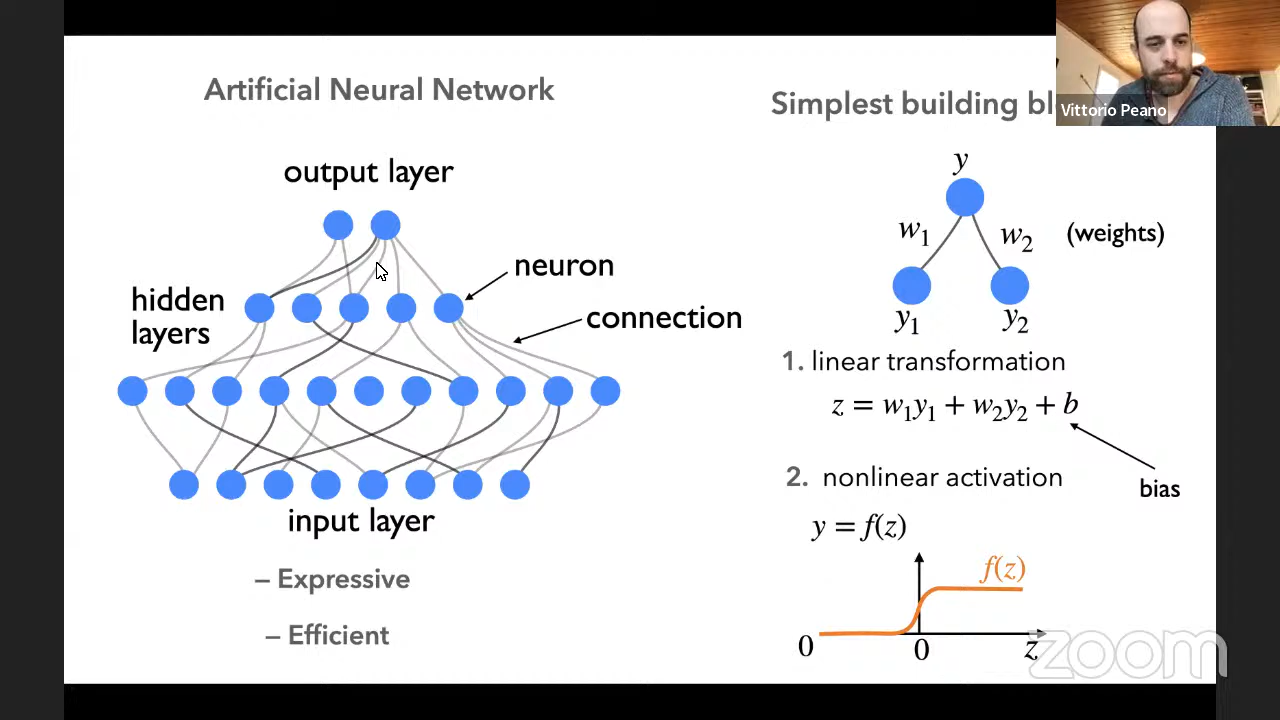 Artificial Neural Network
output layer
hidden
layers
neuron
connection
input layer
– Expressive
– Efficient
Simplest building bl
Vittorio Peano
y
w₁
w₂
(weights)
y₁
y₂
1. linear transformation
z = w₁y₁ + w₂y₂ + b
bias
2. nonlinear activation
y = f(z)
f(z)
0
0
z
zoom